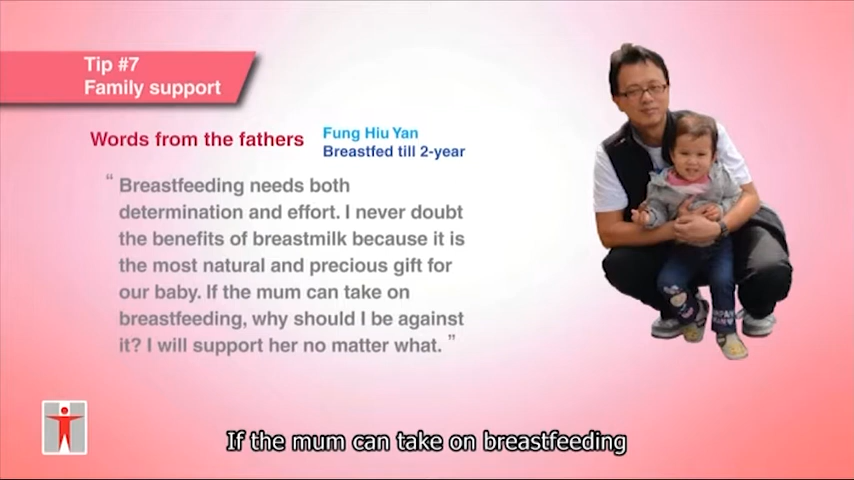 Tip #7
Family support
Words from the fathers
Fung Hiu Yan
Breastfed till 2-year
“ Breastfeeding needs both
determination and effort. I never doubt
the benefits of breastmilk because it is
the most natural and precious gift for
our baby. If the mum can take on
breastfeeding, why should I be against
it? I will support her no matter what. ”
If the mum can take on breastfeeding